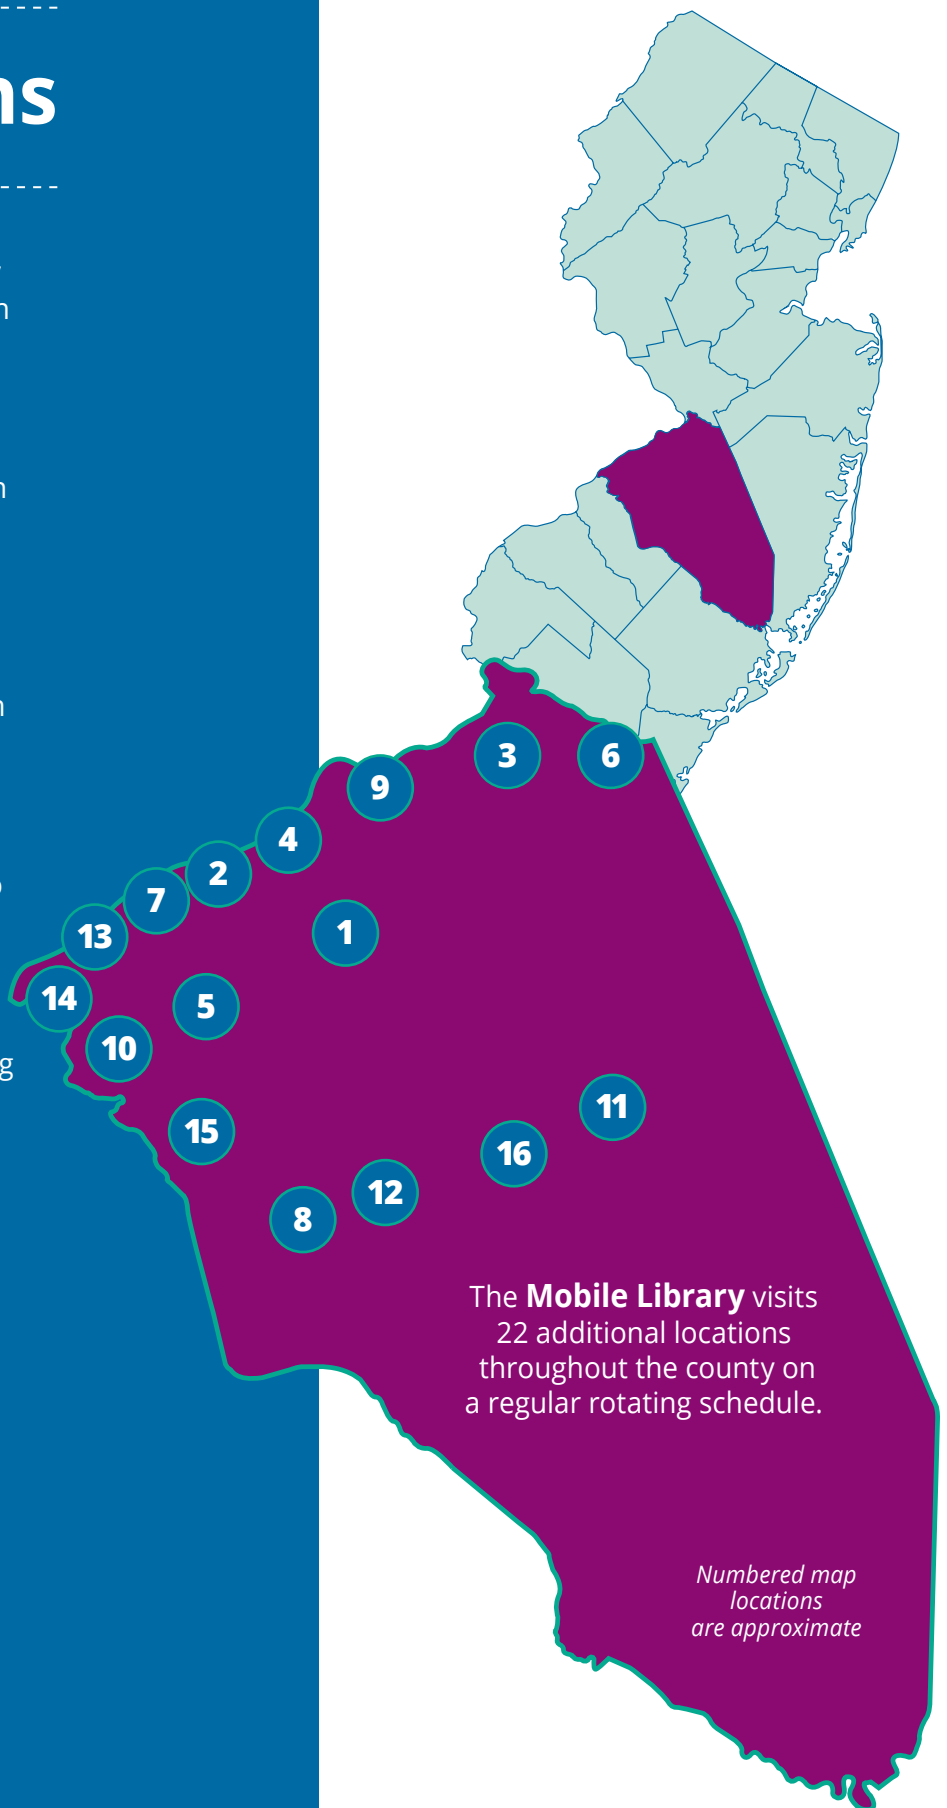 ns
n
n
n
g
3
6
9
4
2
7
1
13
14
5
10
11
15
16
12
8
The Mobile Library visits
22 additional locations
throughout the county on
a regular rotating schedule.
Numbered map
locations
are approximate